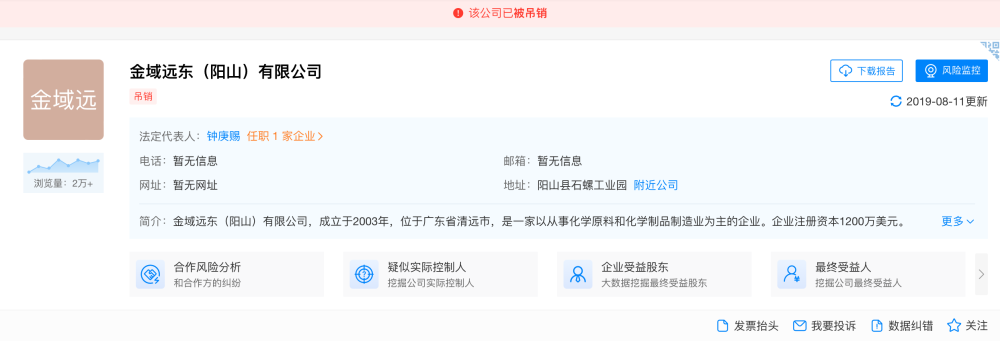 该公司已被吊销
金域远
金域远东（阳山）有限公司
下载报告
风险监控
吊销
2019-08-11更新
法定代表人：钟庚赐 任职 1 家企业
电话：暂无信息
邮箱：暂无信息
网址：暂无网址
地址：阳山县石螺工业园 附近公司
浏览量：2万+
简介：金域远东（阳山）有限公司，成立于2003年，位于广东省清远市，是一家以从事化学原料和化学制品制造业为主的企业。企业注册资本1200万美元。
更多
合作风险分析
和合作方的纠纷
疑似实际控制人
挖掘公司实际控制人
企业受益股东
大数据挖掘最终受益股东
最终受益人
挖掘公司最终受益人
发票抬头
我要投诉
数据纠错
关注